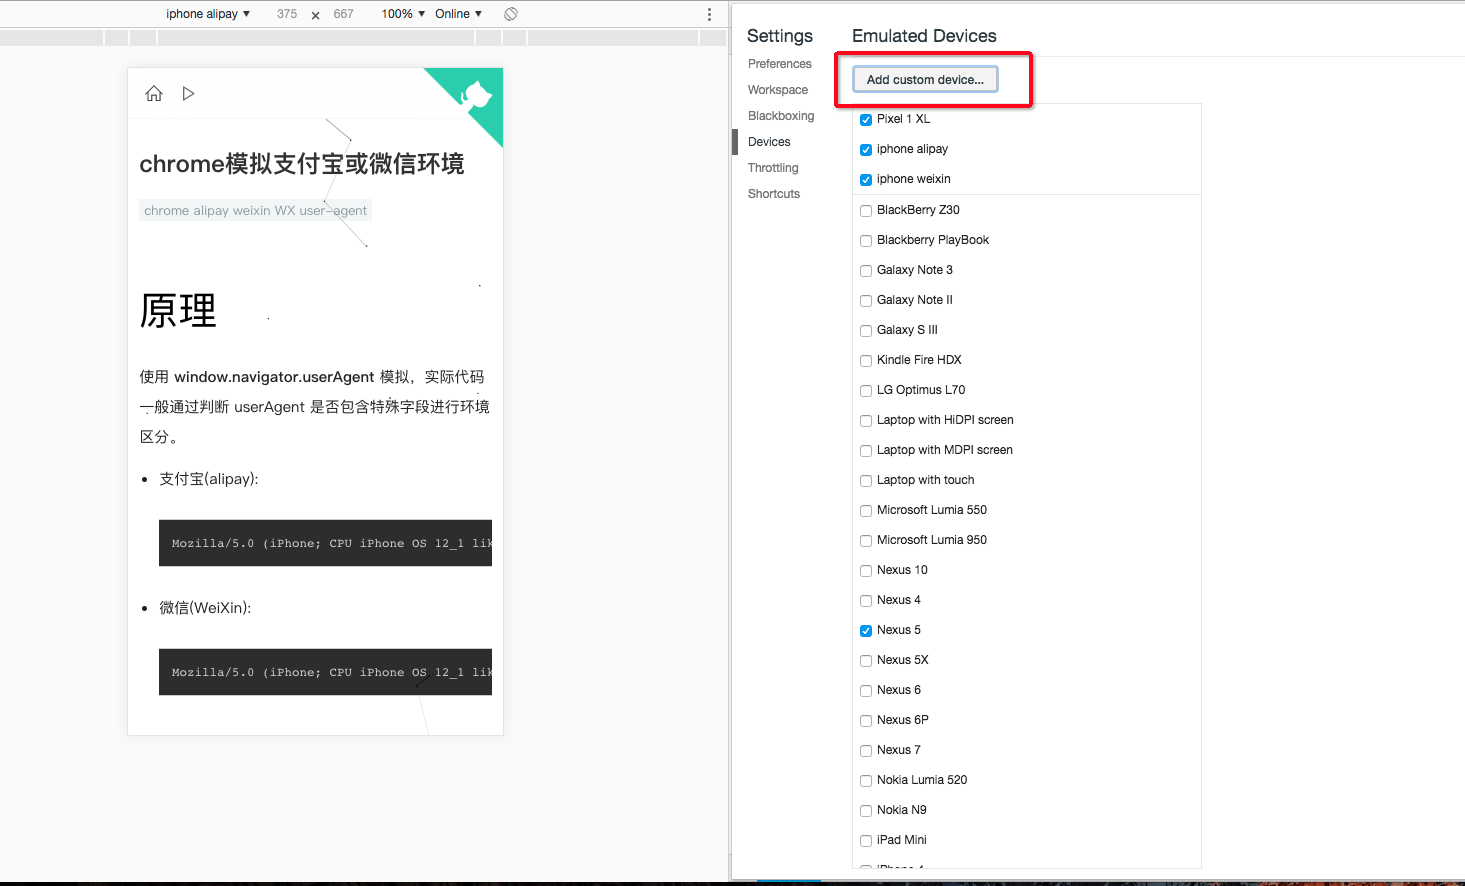 iphone alipay ▼ 375 × 667 100% ▼ Online ▼
chrome模拟支付宝或微信环境
chrome alipay weixin WX user-agent
原理
使用 window.navigator.userAgent 模拟，实际代码
一般通过判断 userAgent 是否包含特殊字段进行环境
区分。
• 支付宝(alipay):
Mozilla/5.0 (iPhone; CPU iPhone OS 12_1 lik
• 微信(WeiXin):
Mozilla/5.0 (iPhone; CPU iPhone OS 12_1 lik
Settings
Preferences
Workspace
Blackboxing
Devices
Throttling
Shortcuts
Emulated Devices
Add custom device...
Pixel 1 XL
iphone alipay
iphone weixin
BlackBerry Z30
Blackberry PlayBook
Galaxy Note 3
Galaxy Note II
Galaxy S III
Kindle Fire HDX
LG Optimus L70
Laptop with HiDPI screen
Laptop with MDPI screen
Laptop with touch
Microsoft Lumia 550
Microsoft Lumia 950
Nexus 10
Nexus 4
Nexus 5
Nexus 5X
Nexus 6
Nexus 6P
Nexus 7
Nokia Lumia 520
Nokia N9
iPad Mini